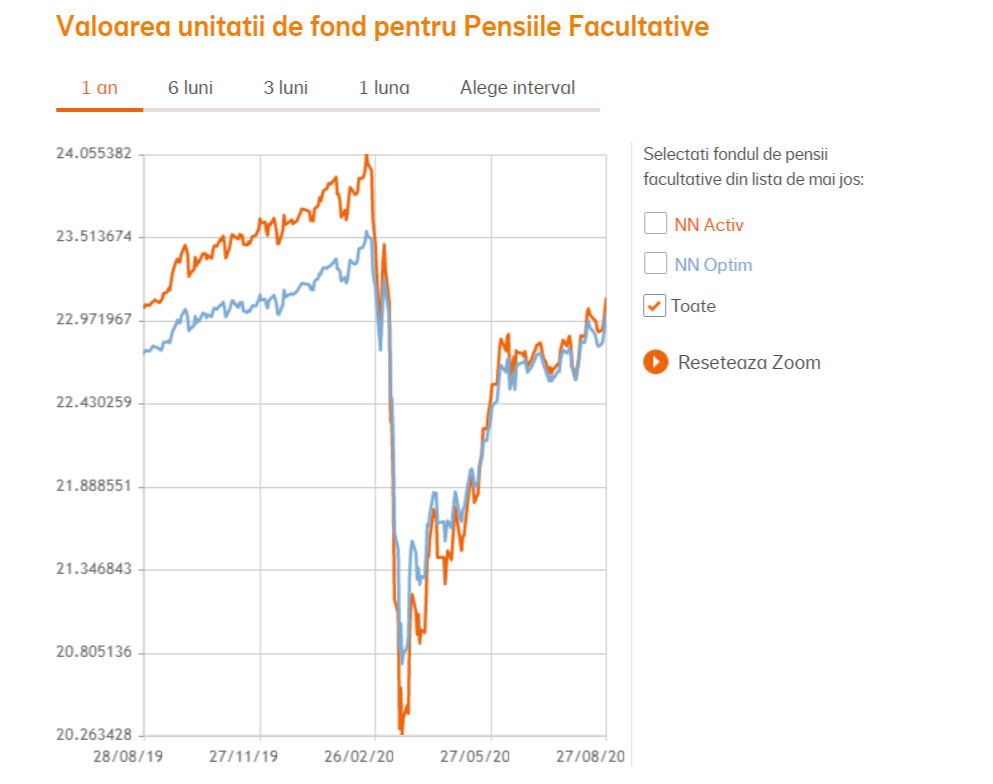 Valoarea unitatii de fond pentru Pensiile Facultative
1 an 6 luni 3 luni 1 luna Alege interval
24.055382
23.513674
22.971967
22.430259
21.888551
21.346843
20.805136
20.263428
28/08/19 27/11/19 26/02/20 27/05/20 27/08/20
Selectati fondul de pensii
facultative din lista de mai jos:
NN Activ
NN Optim
Toate
Reseteaza Zoom